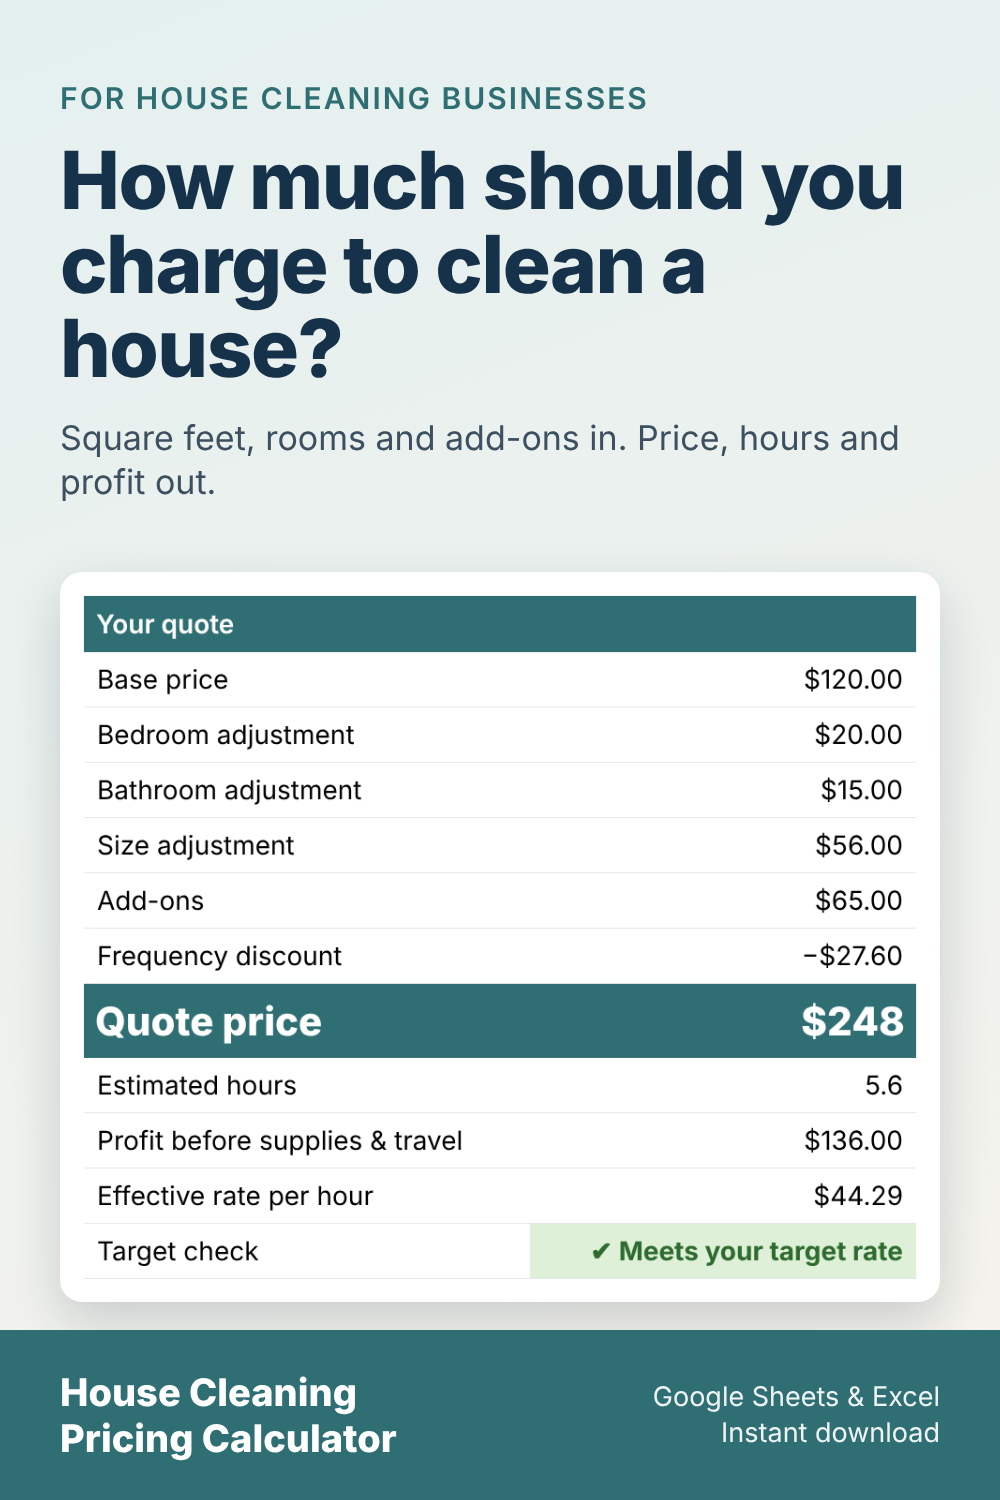 FOR HOUSE CLEANING BUSINESSES
How much should you
charge to clean a
house?
Square feet, rooms and add-ons in. Price, hours and
profit out.
Your quote
Base price $120.00
Bedroom adjustment $20.00
Bathroom adjustment $15.00
Size adjustment $56.00
Add-ons $65.00
Frequency discount −$27.60
Quote price $248
Estimated hours 5.6
Profit before supplies & travel $136.00
Effective rate per hour $44.29
Target check ✔ Meets your target rate
House Cleaning
Pricing Calculator
Google Sheets & Excel
Instant download